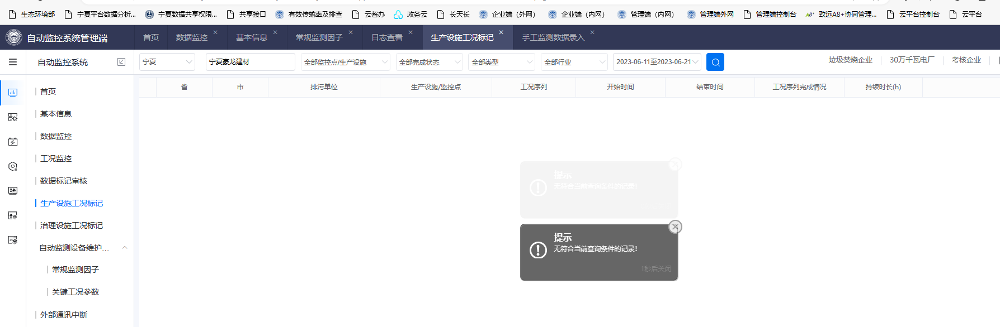 生态环境部 宁夏平台数据分析... 宁夏数据共享权限... 共享接口 有效传输率及排查 云督办 政务云 长天长 企业端（外网） 企业端（内网） 管理端（内网） 管理端外网 管理端控制台 致远A8+协同管理... 云平台控制台 云平台
自动监控系统管理端 首页 数据监控 基本信息 常规监测因子 日志查看 生产设施工况标记 手工监测数据录入
自动监控系统 宁夏 宁夏豪龙建材 全部监控点/生产设施 全部完成状态 全部类型 全部行业 2023-06-11至2023-06-21 垃圾焚烧企业 30万千瓦电厂 考核企业
省 市 排污单位 生产设施/监控点 工况序列 开始时间 结束时间 工况序列完成情况 持续时长(h)
首页
基本信息
数据监控
工况监控
数据标记审核
生产设施工况标记
治理设施工况标记
自动监测设备维护...
常规监测因子
关键工况参数
外部通讯中断
提示
无符合当前查询条件的记录！
提示
无符合当前查询条件的记录！
1秒后关闭